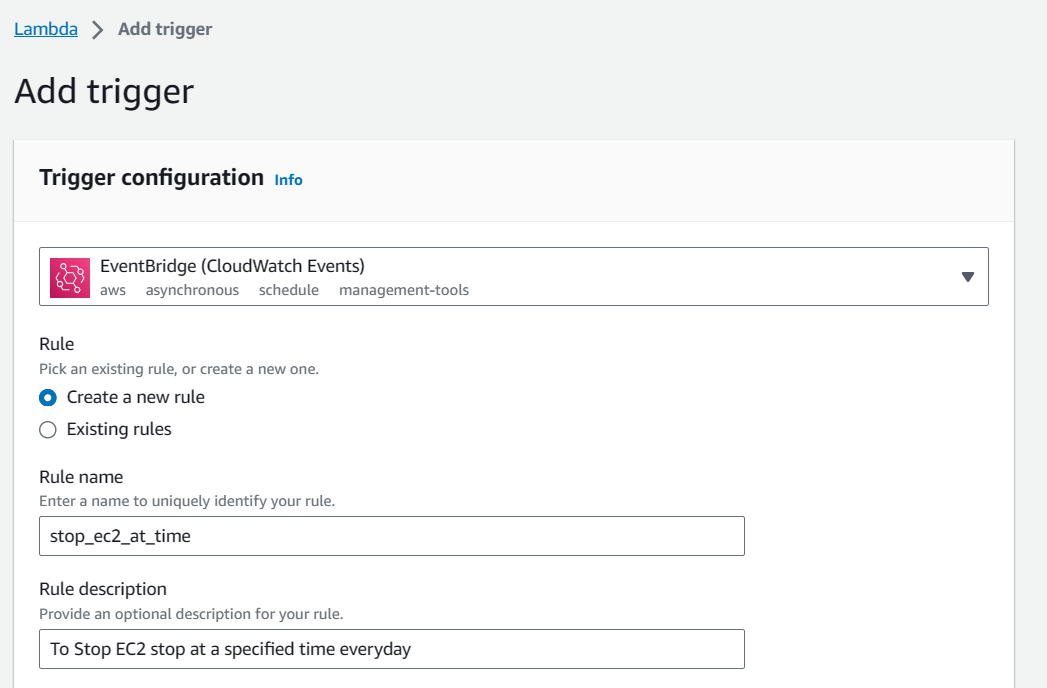 Lambda > Add trigger
Add trigger
Trigger configuration Info
EventBridge (CloudWatch Events)
aws asynchronous schedule management-tools
Rule
Pick an existing rule, or create a new one.
Create a new rule
Existing rules
Rule name
Enter a name to uniquely identify your rule.
stop_ec2_at_time
Rule description
Provide an optional description for your rule.
To Stop EC2 stop at a specified time everyday